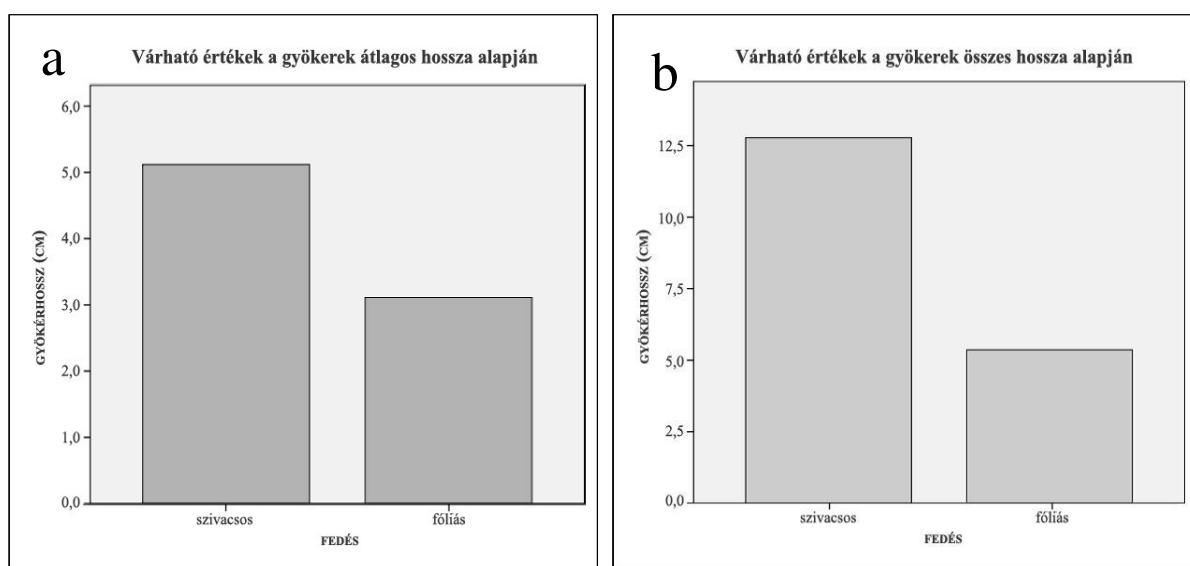 a
Várható értékek a gyökerek átlagos hossza alapján
GYÖKÉRHOSSZ (CM)
6,0
5,0
4,0
3,0
2,0
1,0
0,0
szivacsos
fóliás
FEDÉS
b
Várható értékek a gyökerek összes hossza alapján
GYÖKÉRHOSSZ (CM)
12,5
10,0
7,5
5,0
2,5
0,0
szivacsos
fóliás
FEDÉS